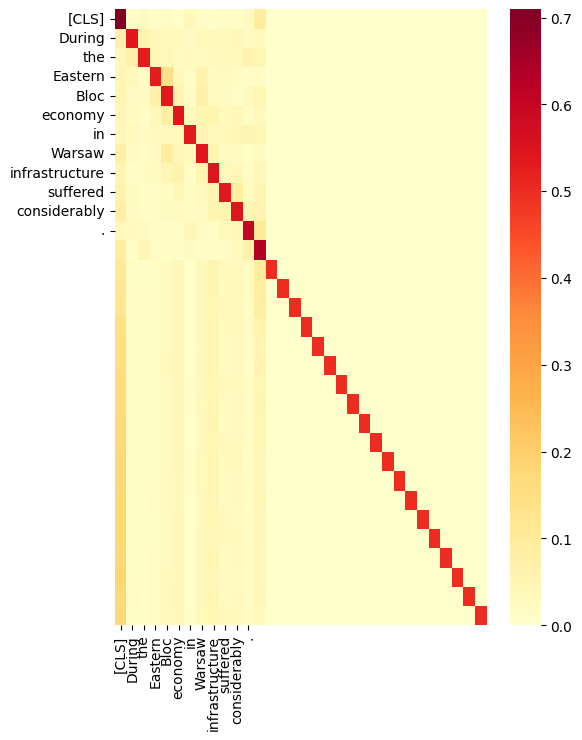 [CLS]
During
the
Eastern
Bloc
economy
in
Warsaw
infrastructure
suffered
considerably
.
0.7
0.6
0.5
0.4
0.3
0.2
0.1
0.0
[CLS]
During
the
Eastern
Bloc
economy
in
Warsaw
infrastructure
suffered
considerably
.